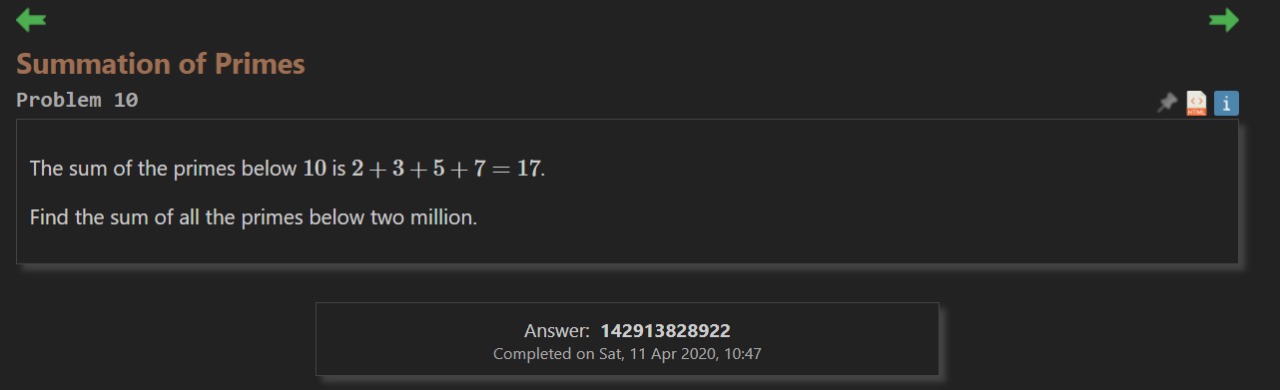 Summation of Primes
Problem 10
HTML
i
The sum of the primes below 10 is 2 + 3 + 5 + 7 = 17.
Find the sum of all the primes below two million.
Answer: 142913828922
Completed on Sat, 11 Apr 2020, 10:47